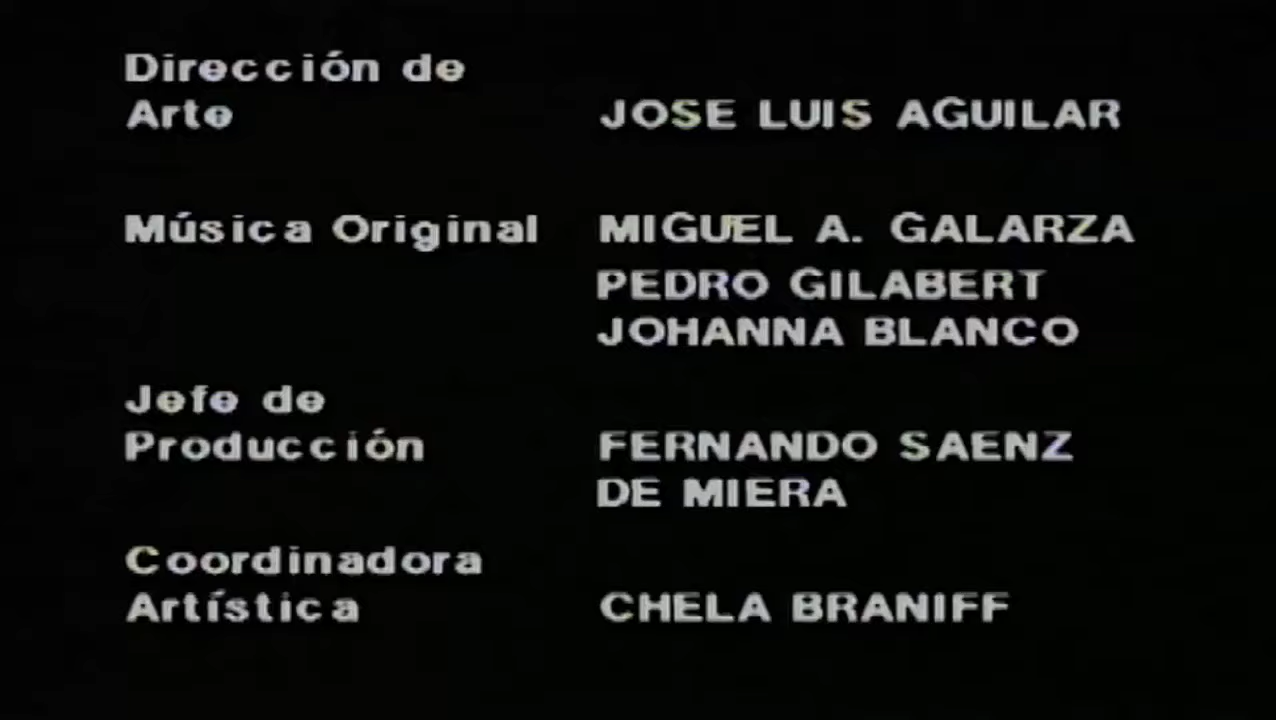 Dirección de
Arte JOSE LUIS AGUILAR
Música Original MIGUEL A. GALARZA
PEDRO GILABERT
JOHANNA BLANCO
Jefe de
Producción FERNANDO SAENZ
DE MIERA
Coordinadora
Artística CHELA BRANIFF